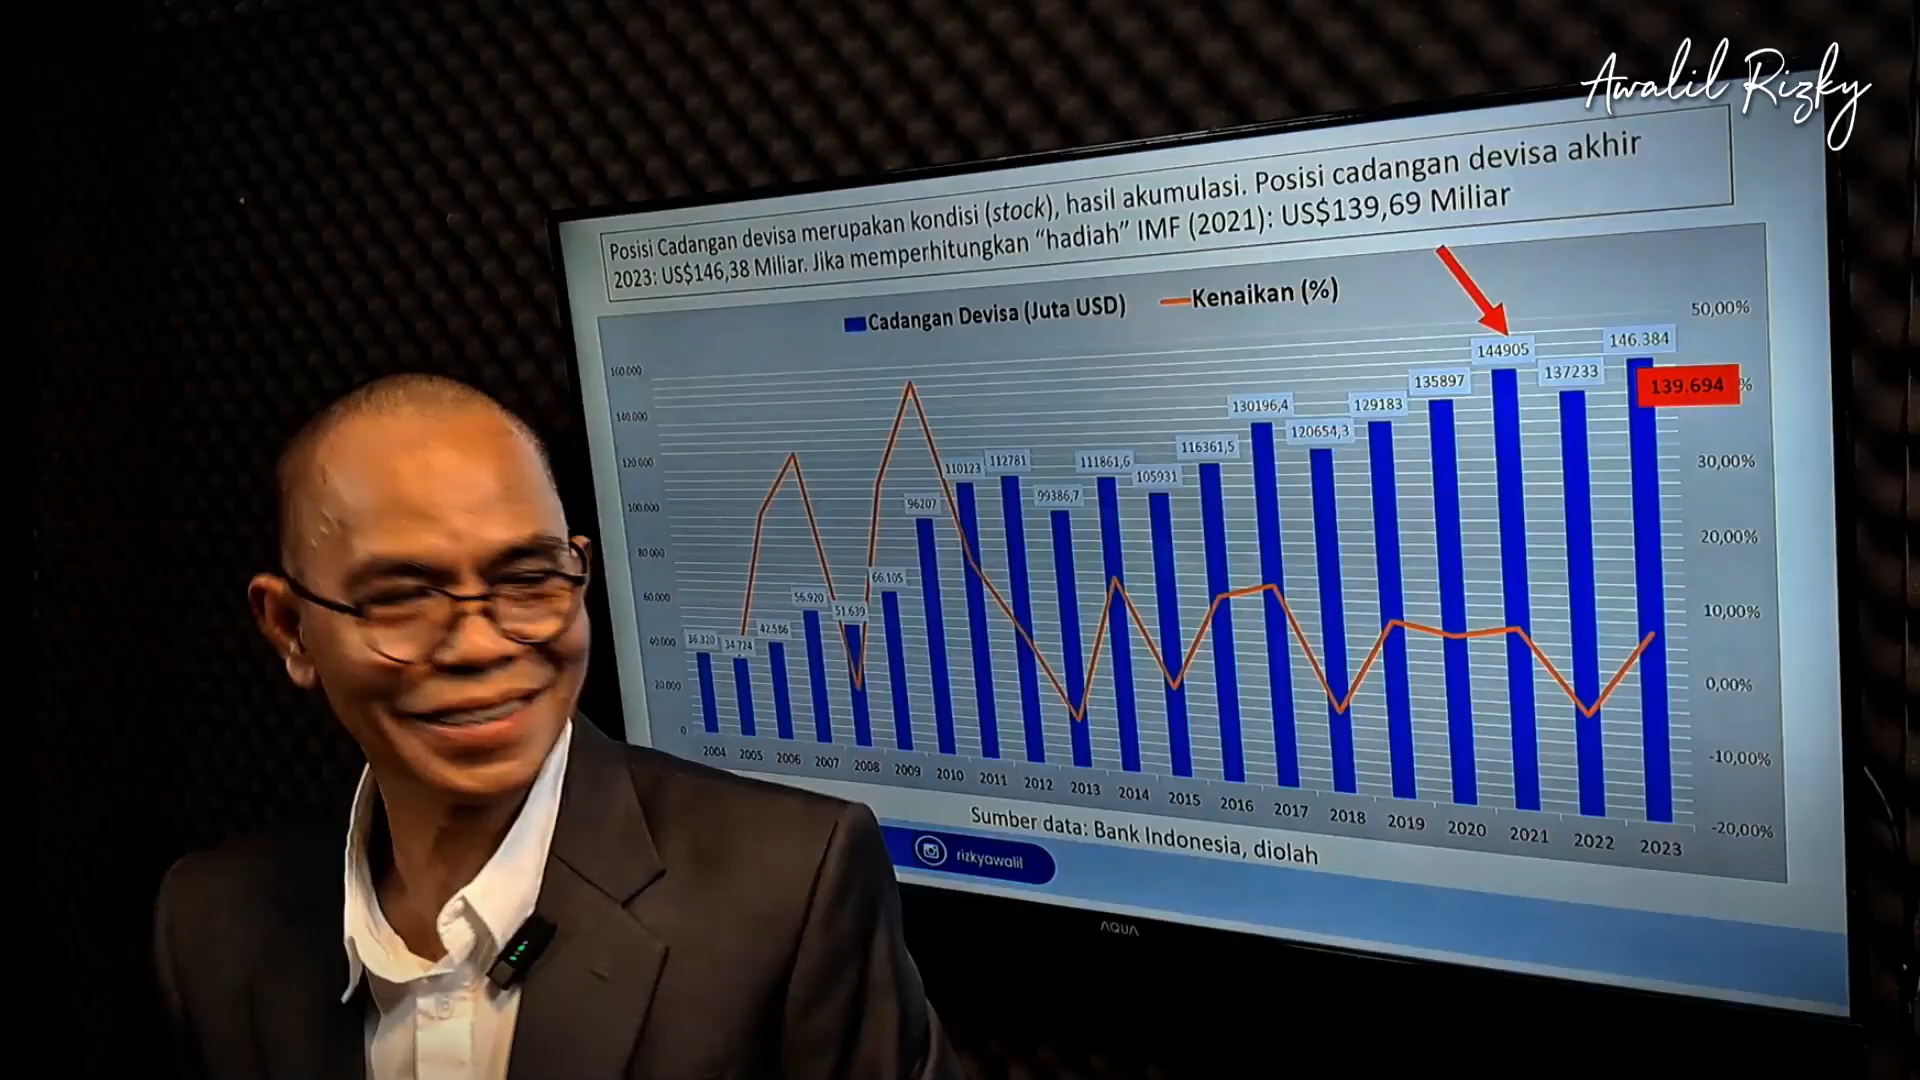 Awalil Rizky
Posisi Cadangan devisa merupakan kondisi (stock), hasil akumulasi. Posisi cadangan devisa akhir
2023: US$146,38 Miliar. Jika memperhitungkan “hadiah” IMF (2021): US$139,69 Miliar
Cadangan Devisa (Juta USD) Kenaikan (%)
160.000
140.000
120.000
100.000
80.000
60.000
40.000
20.000
0
36.320 34.724 42.586 56.920 51.639 66.105 96207 110123 112781 99386,7 111861,6 105931 116361,5 130196,4 120654,3 129183 135897 144905 137233 146.384
139.694
50,00%
%
30,00%
20,00%
10,00%
0,00%
-10,00%
-20,00%
2004 2005 2006 2007 2008 2009 2010 2011 2012 2013 2014 2015 2016 2017 2018 2019 2020 2021 2022 2023
Sumber data: Bank Indonesia, diolah
rizkyawalil
AQUA